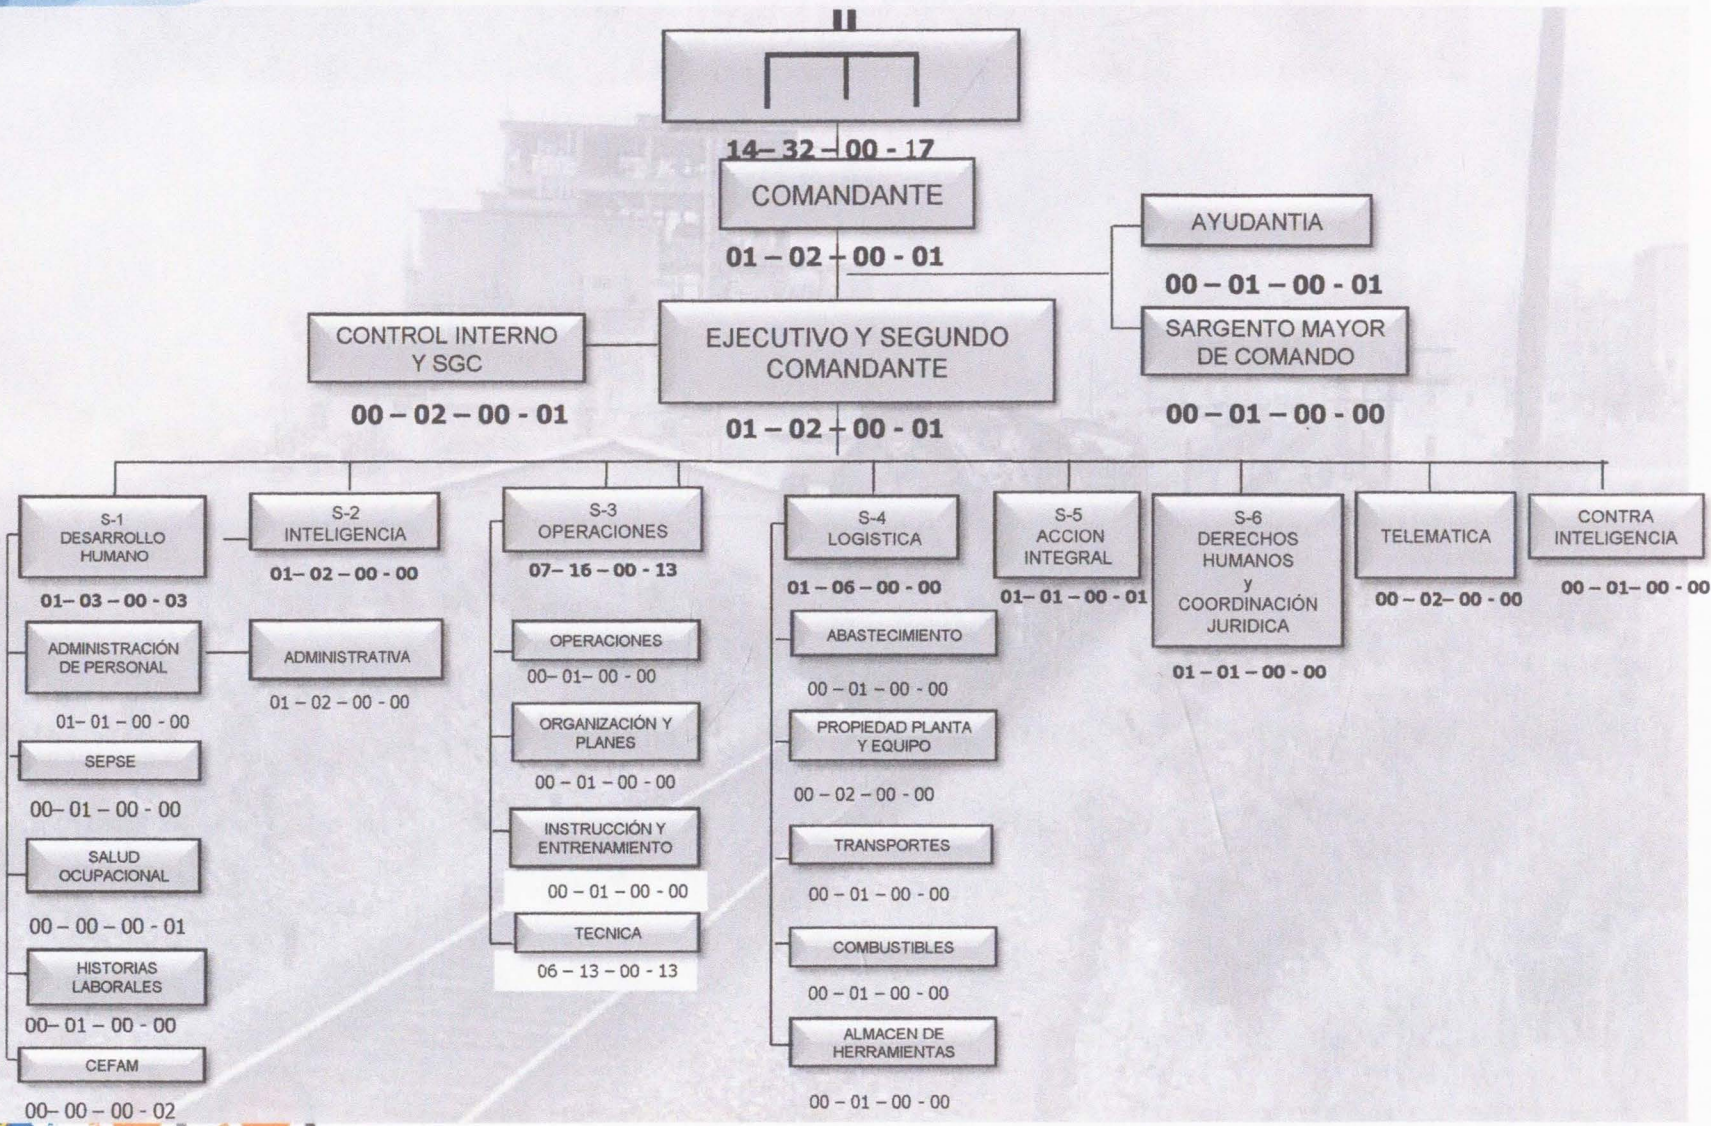 14– 32 – 00 - 17
COMANDANTE
01 – 02 – 00 - 01
AYUDANTIA
00 – 01 – 00 - 01
SARGENTO MAYOR
DE COMANDO
00 – 01 – 00 - 00
CONTROL INTERNO
Y SGC
00 – 02 – 00 - 01
EJECUTIVO Y SEGUNDO
COMANDANTE
01 – 02 – 00 - 01
S-1
DESARROLLO
HUMANO
01– 03 – 00 - 03
ADMINISTRACIÓN
DE PERSONAL
01– 01 – 00 - 00
SEPSE
00– 01 – 00 - 00
SALUD
OCUPACIONAL
00 – 00 – 00 - 01
HISTORIAS
LABORALES
00– 01 – 00 - 00
CEFAM
00– 00 – 00 - 02
S-2
INTELIGENCIA
01– 02 – 00 - 00
ADMINISTRATIVA
01 – 02 – 00 - 00
S-3
OPERACIONES
07– 16 – 00 - 13
OPERACIONES
00– 01– 00 - 00
ORGANIZACIÓN Y
PLANES
00 – 01 – 00 - 00
INSTRUCCIÓN Y
ENTRENAMIENTO
00 – 01 – 00 - 00
TECNICA
06 – 13 – 00 - 13
S-4
LOGISTICA
01 – 06 – 00 - 00
ABASTECIMIENTO
00 – 01 – 00 - 00
PROPIEDAD PLANTA
Y EQUIPO
00 – 02 – 00 - 00
TRANSPORTES
00 – 01 – 00 - 00
COMBUSTIBLES
00 – 01 – 00 - 00
ALMACEN DE
HERRAMIENTAS
00 – 01 – 00 - 00
S-5
ACCION
INTEGRAL
01– 01 – 00 - 01
S-6
DERECHOS
HUMANOS
y
COORDINACIÓN
JURIDICA
01 – 01 – 00 - 00
TELEMATICA
00 – 02– 00 - 00
CONTRA
INTELIGENCIA
00 – 01– 00 - 00